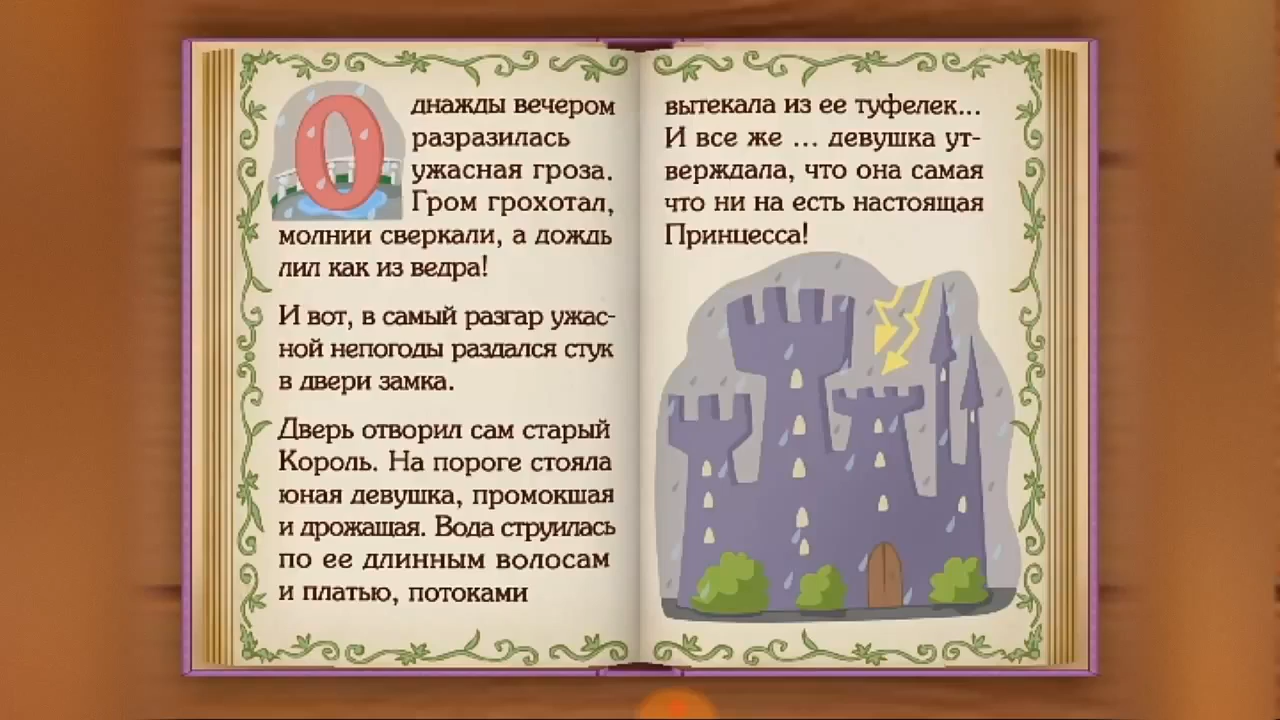 Однажды вечером
разразилась
ужасная гроза.
Гром грохотал,
молнии сверкали, а дождь
лил как из ведра!
И вот, в самый разгар ужас-
ной непогоды раздался стук
в двери замка.
Дверь отворил сам старый
Король. На пороге стояла
юная девушка, промокшая
и дрожащая. Вода струилась
по ее длинным волосам
и платью, потоками
вытекала из ее туфелек...
И все же ... девушка ут-
верждала, что она самая
что ни на есть настоящая
Принцесса!